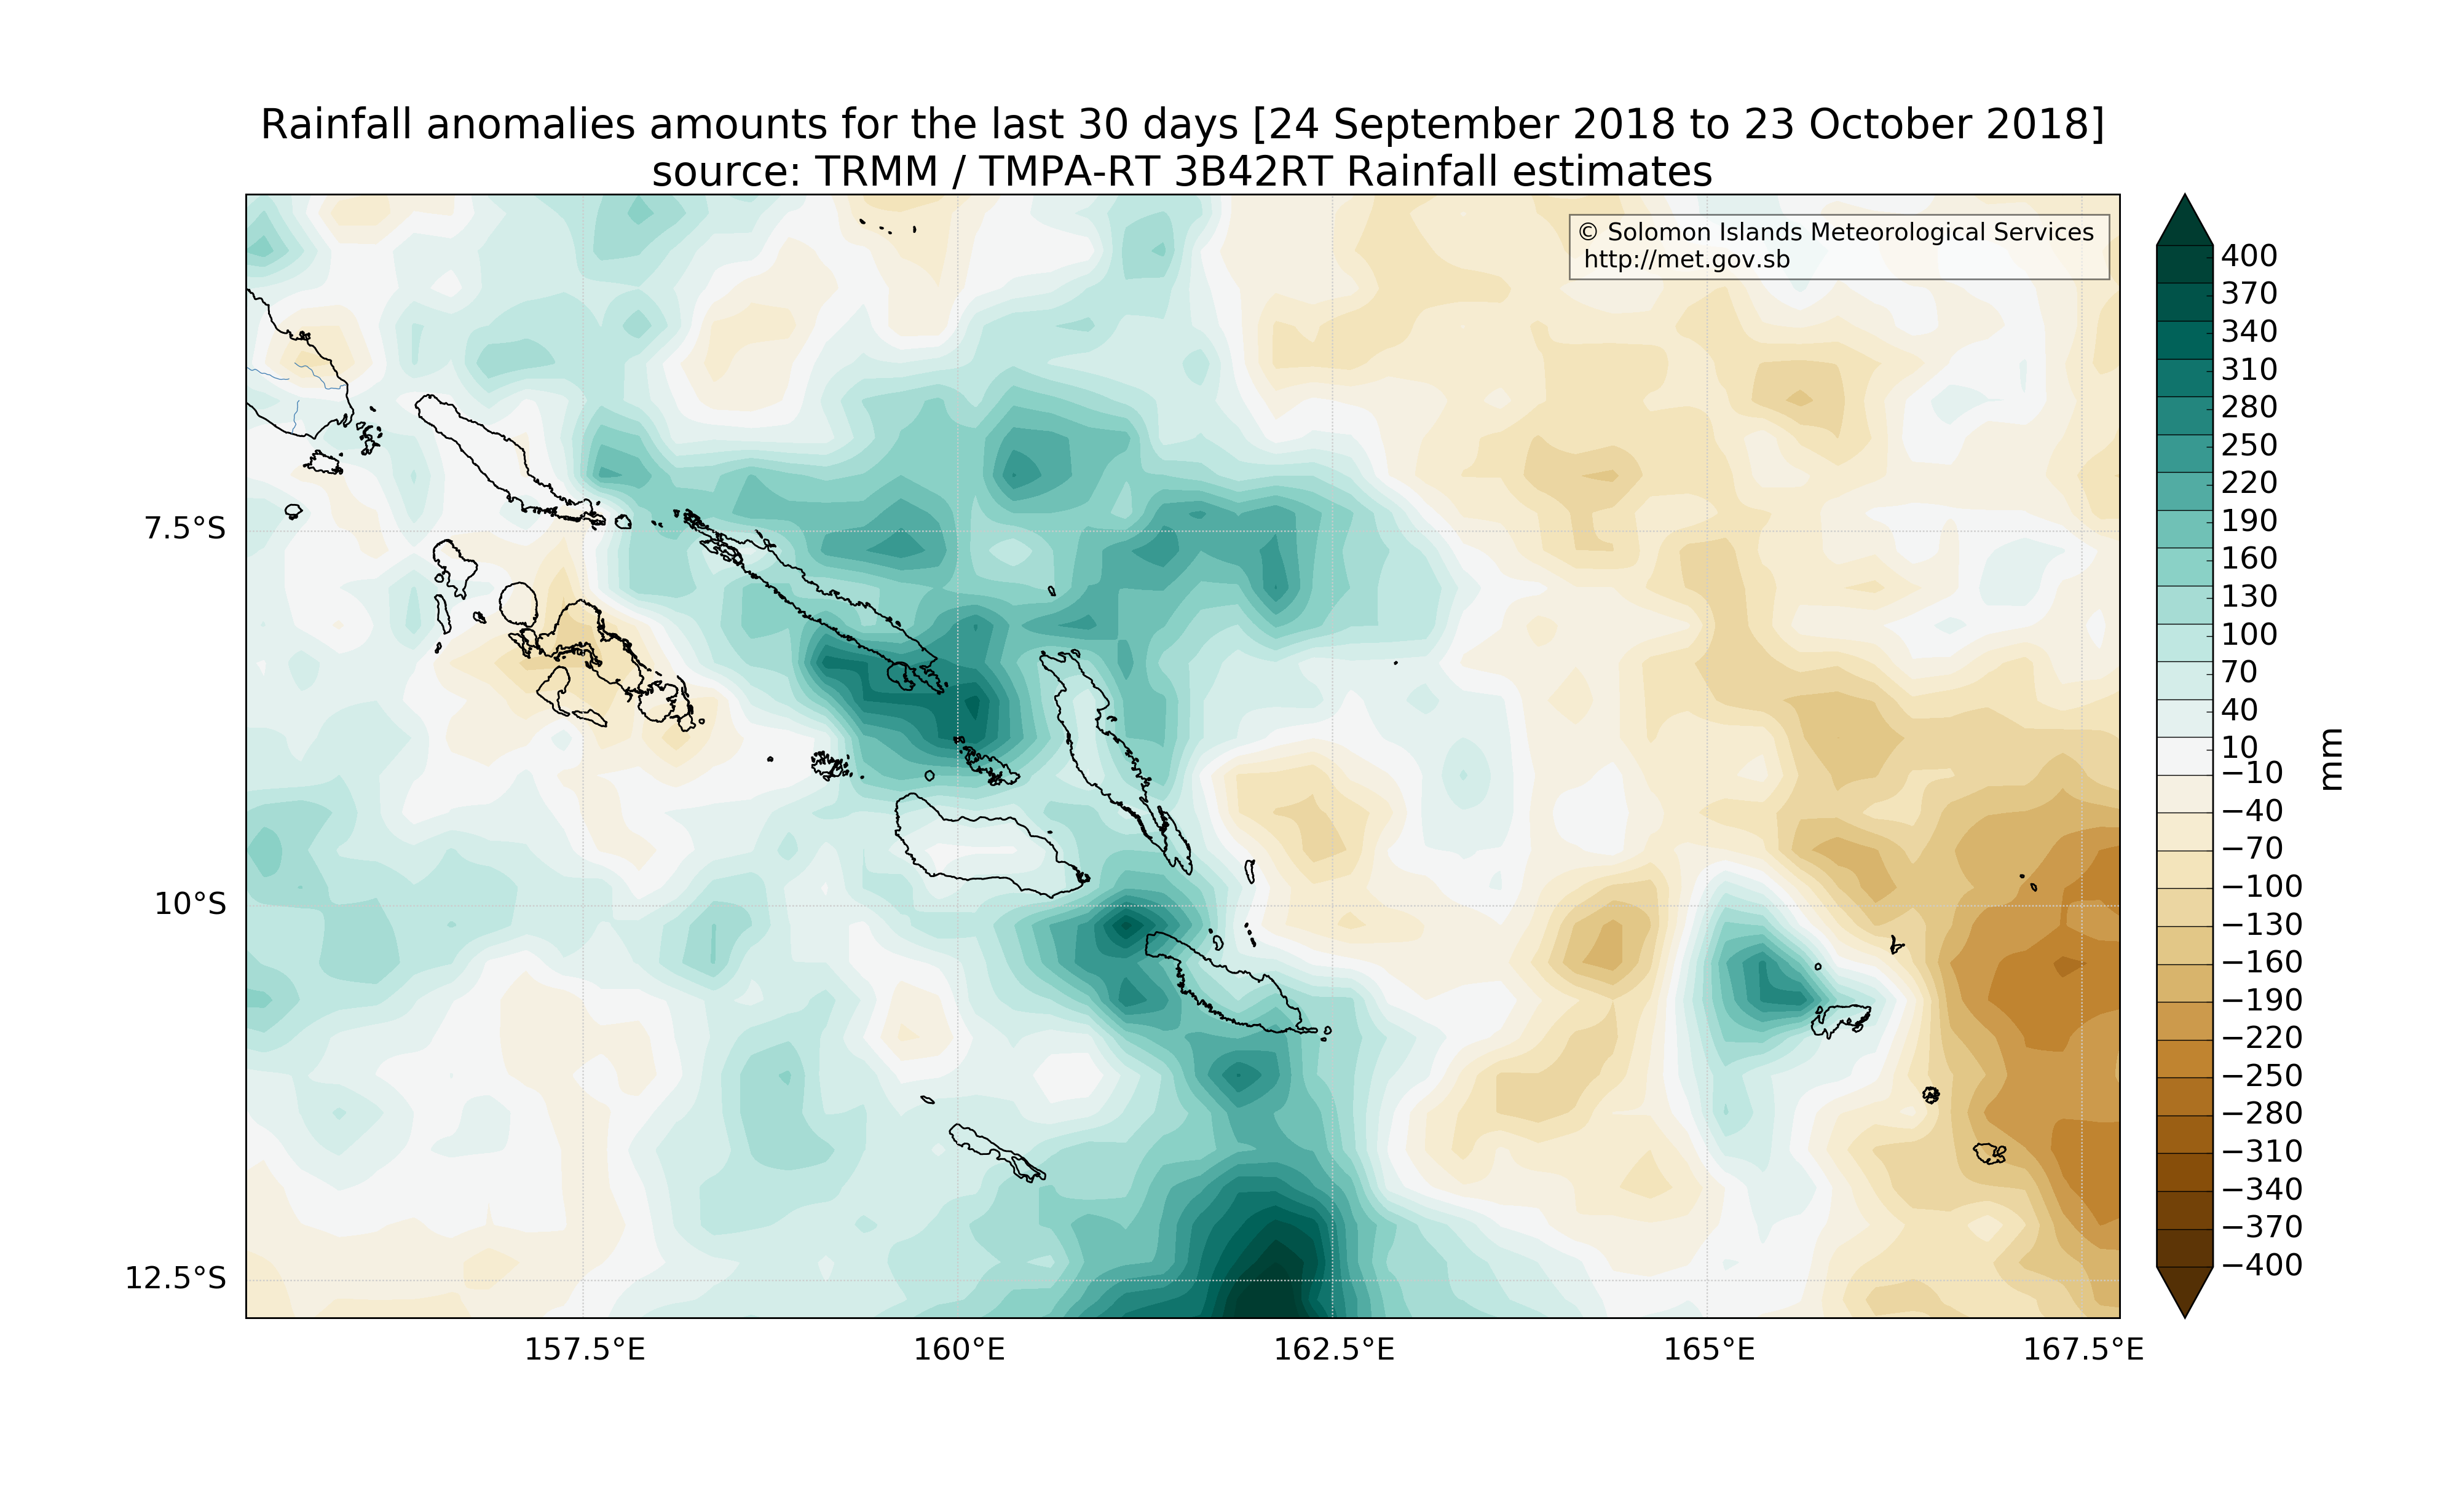 Rainfall anomalies amounts for the last 30 days [24 September 2018 to 23 October 2018]
source: TRMM / TMPA-RT 3B42RT Rainfall estimates
© Solomon Islands Meteorological Services
http://met.gov.sb
7.5°S
10°S
12.5°S
157.5°E
160°E
162.5°E
165°E
167.5°E
400
370
340
310
280
250
220
190
160
130
100
70
40
10
−10
−40
−70
−100
−130
−160
−190
−220
−250
−280
−310
−340
−370
−400
mm